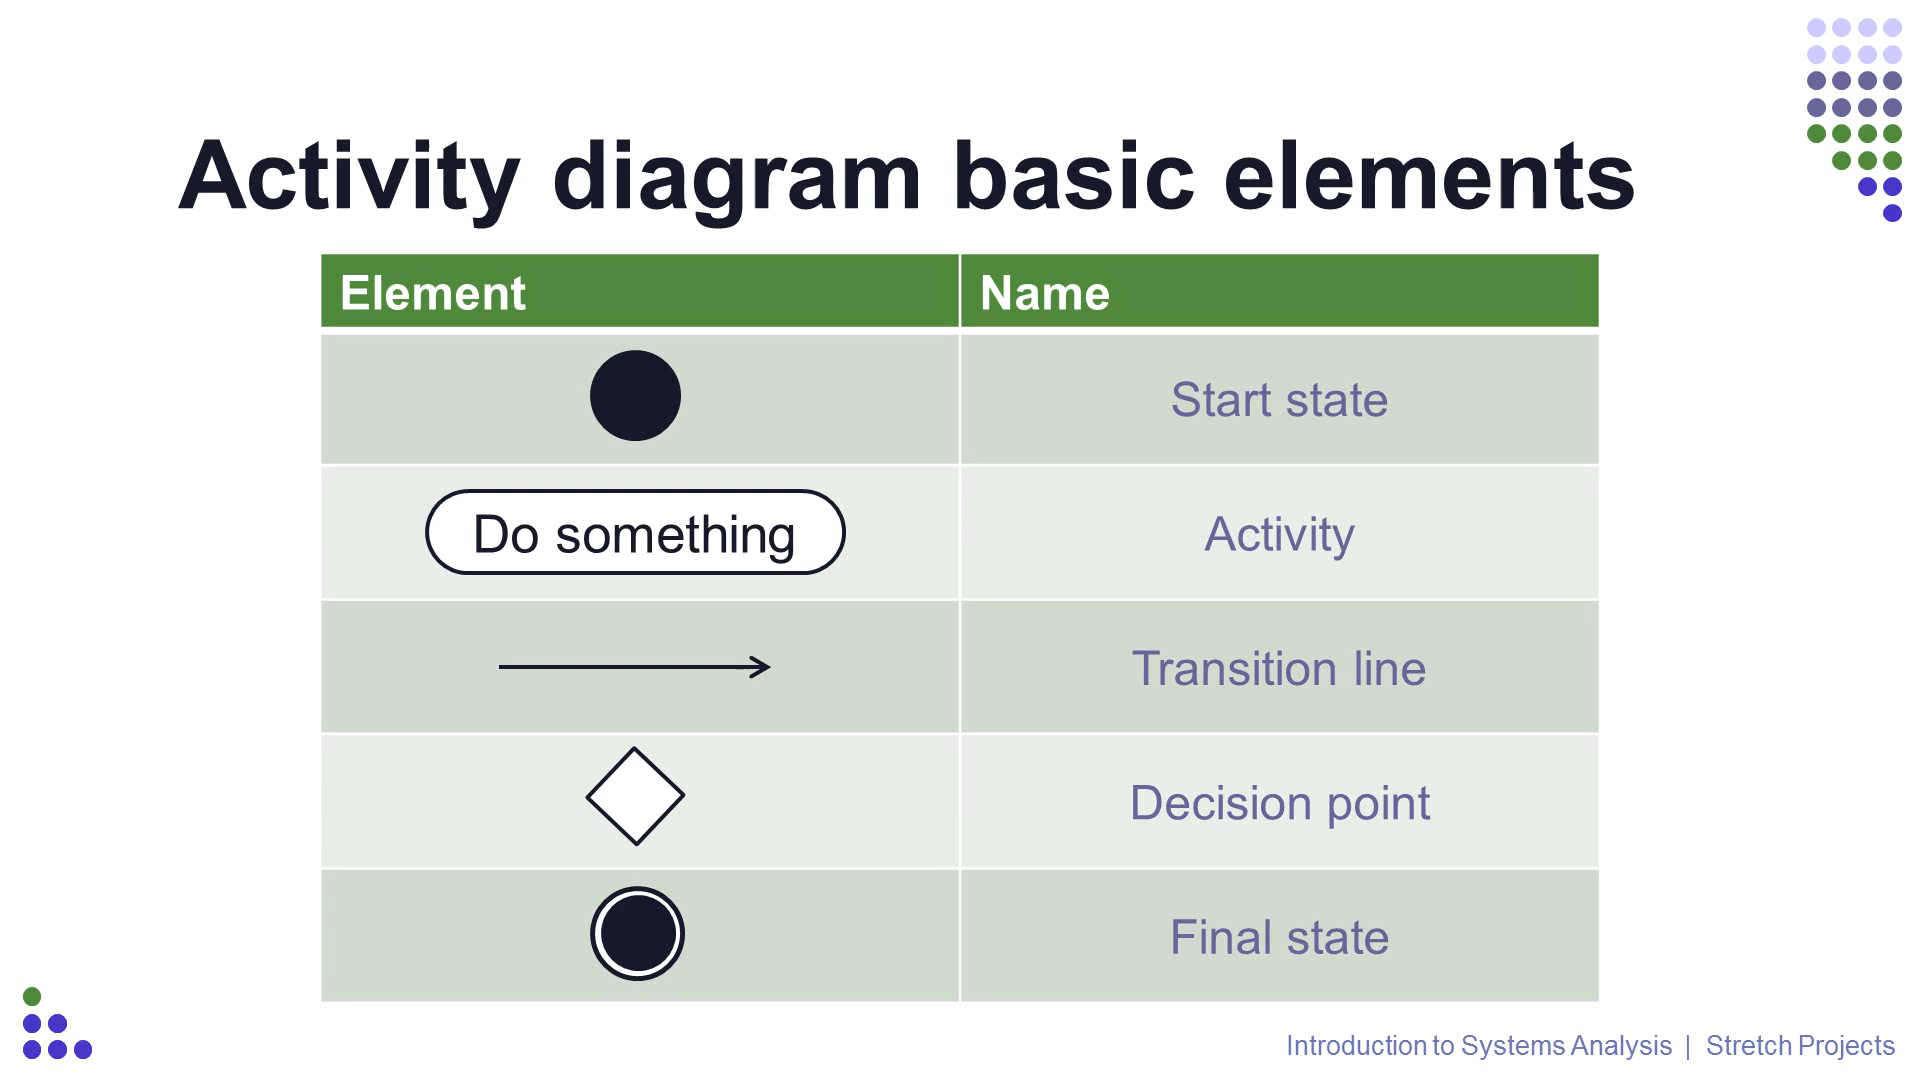 Activity diagram basic elements
Element Name
Start state
Do something Activity
Transition line
Decision point
Final state
Introduction to Systems Analysis | Stretch Projects